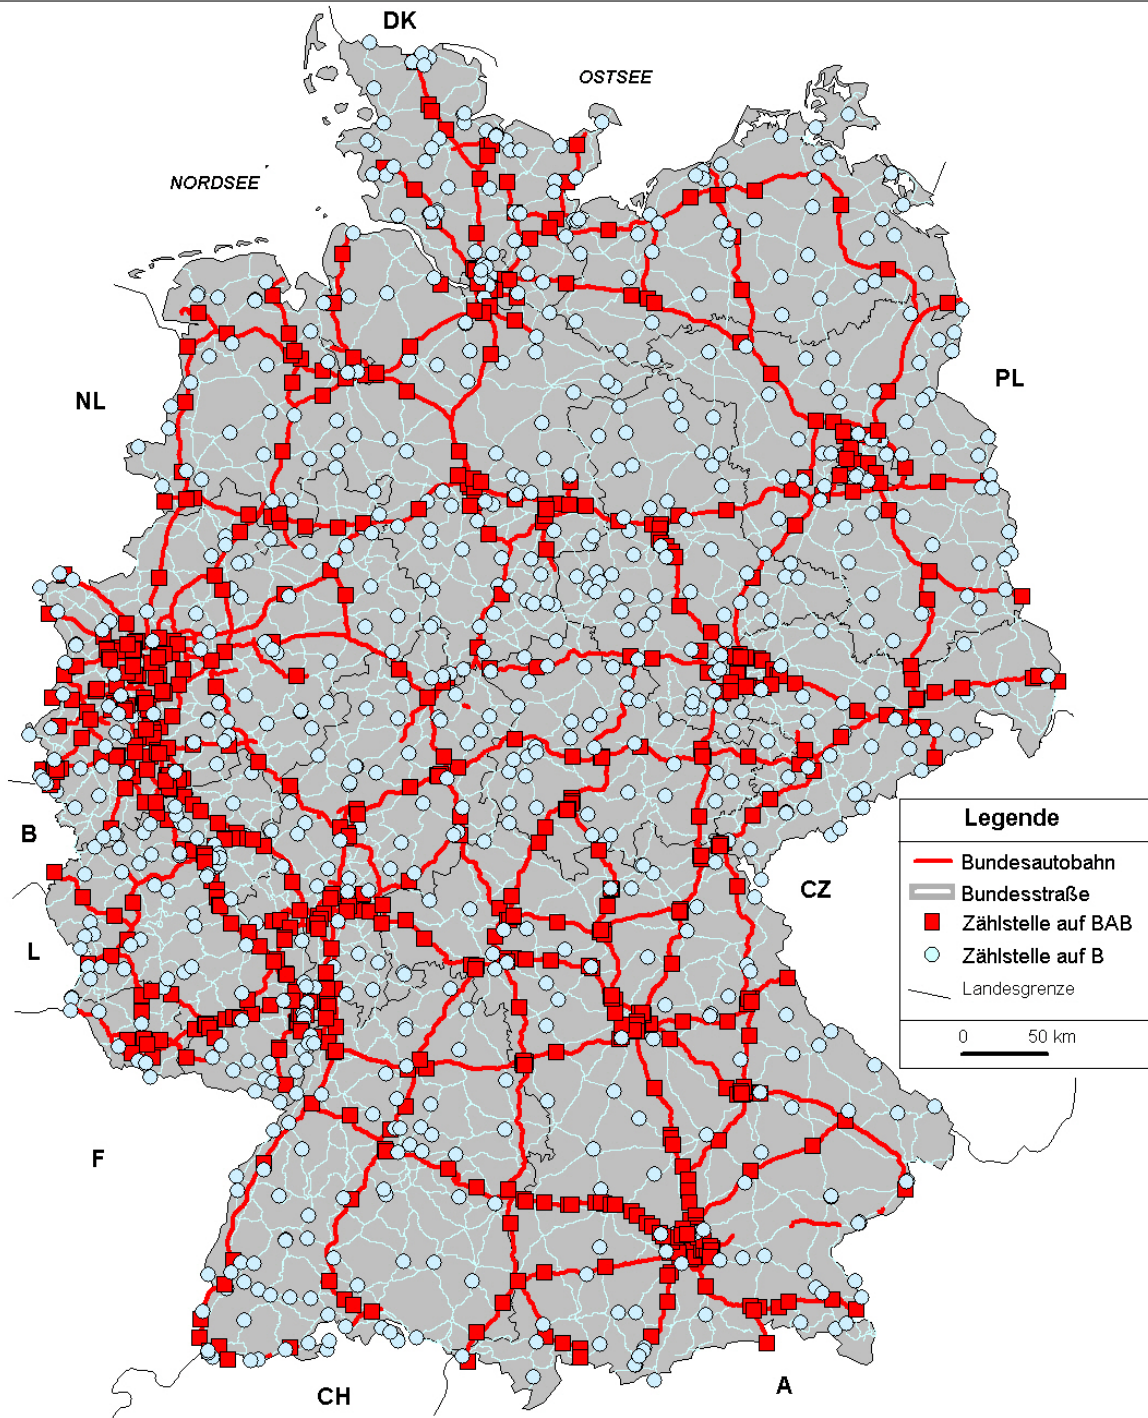 DK
OSTSEE
NORDSEE
NL
PL
B
CZ
L
F
CH
A
Legende
Bundesautobahn
Bundesstraße
Zählstelle auf BAB
Zählstelle auf B
Landesgrenze
0 50 km